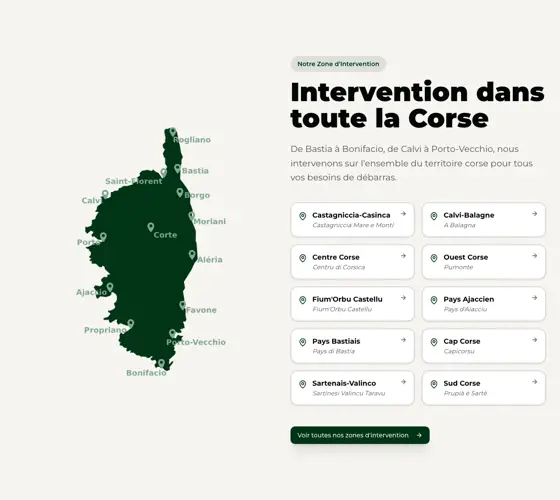 Notre Zone d'Intervention
Intervention dans
toute la Corse
De Bastia à Bonifacio, de Calvi à Porto-Vecchio, nous
intervenons sur l'ensemble du territoire corse pour tous
vos besoins de débarras.
Rogliano
Bastia
Saint-Florent
Borgo
Calvi
Moriani
Corte
Porto
Aléria
Ajaccio
Favone
Propriano
Porto-Vecchio
Bonifacio
Castagniccia-Casinca
Castagniccia Mare e Monti
Calvi-Balagne
A Balagna
Centre Corse
Centru di Corsica
Ouest Corse
Pumonte
Fium'Orbu Castellu
Fium'Orbu Castellu
Pays Ajaccien
Pays d'Aiacciu
Pays Bastiais
Pays di Bastia
Cap Corse
Capicorsu
Sartenais-Valinco
Sartinesi Valincu Taravu
Sud Corse
Prupià è Sartè
Voir toutes nos zones d'intervention